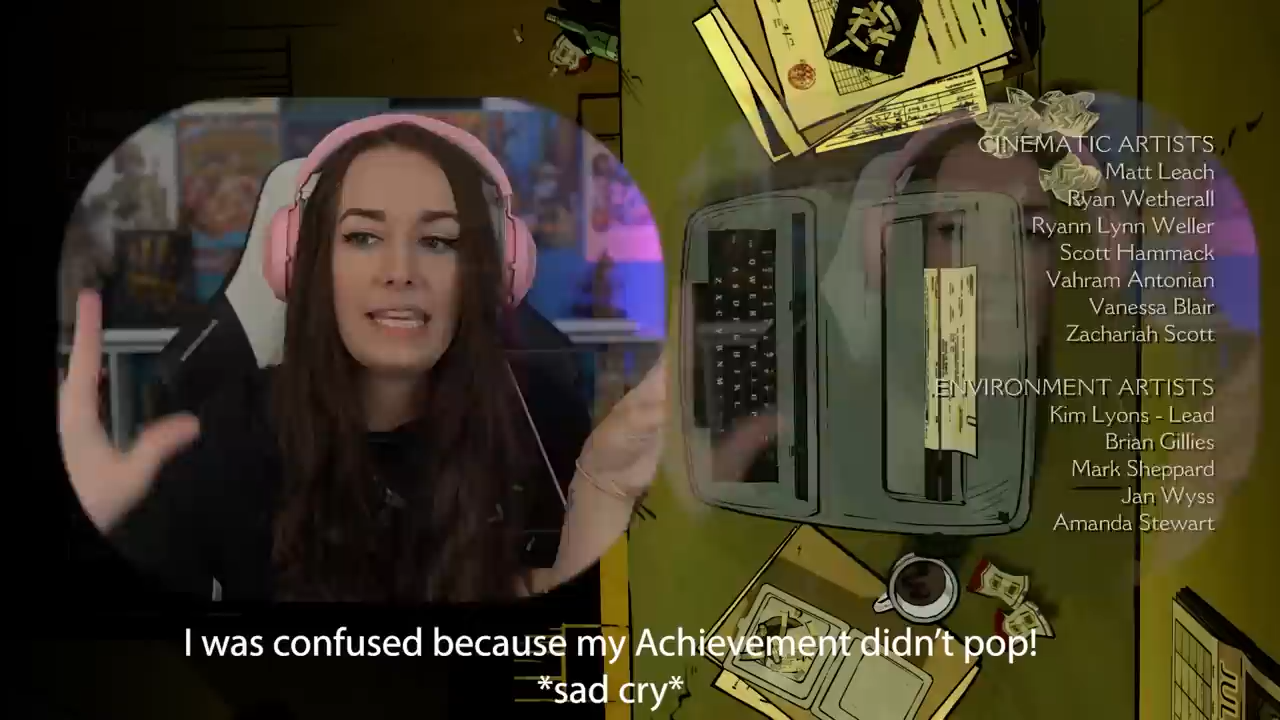 CINEMATIC ARTISTS
Matt Leach
Ryan Wetherall
Ryann Lynn Weller
Scott Hammack
Vahram Antonian
Vanessa Blair
Zachariah Scott
ENVIRONMENT ARTISTS
Kim Lyons - Lead
Brian Gillies
Mark Sheppard
Jan Wyss
Amanda Stewart
JUL
I was confused because my Achievement didn't pop!
*sad cry*